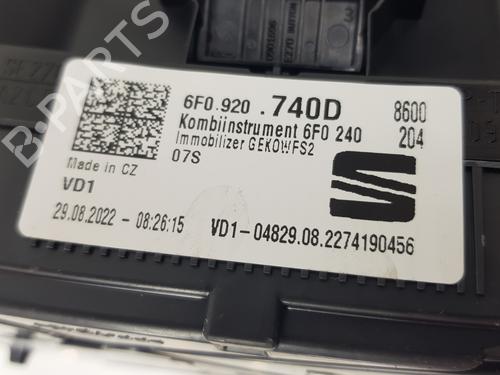 6F0.920 .740D 8600
Kombiinstrument 6F0 240 204
Immobilizer GEKOWFS2
07S
Made in CZ
VD1
29.08.2022 - 08:26:15 VD1-04829.08.2274190456